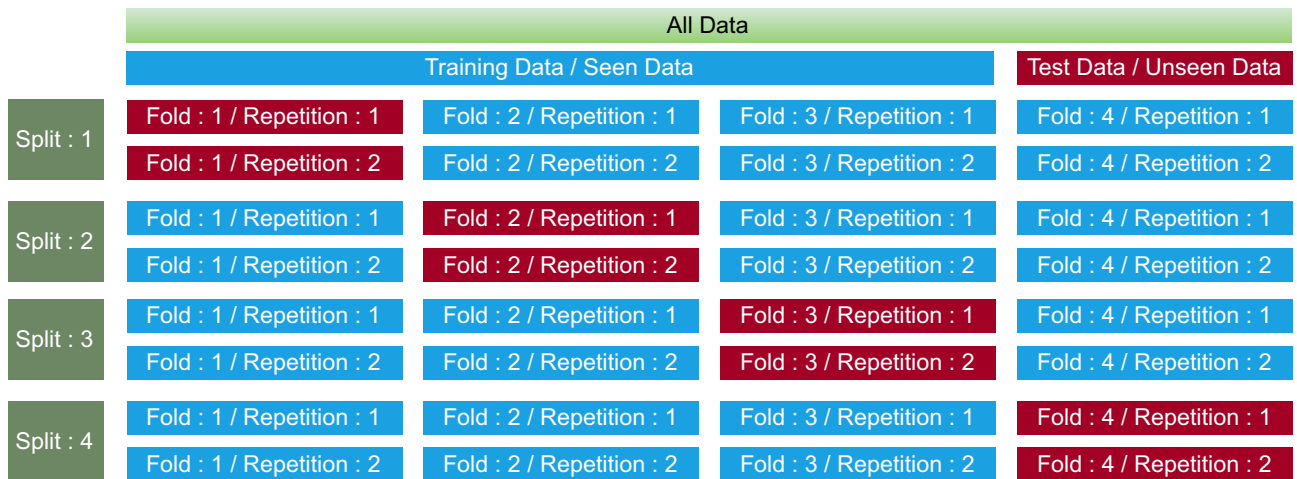 All Data
Training Data / Seen Data Test Data / Unseen Data
Split : 1
Fold : 1 / Repetition : 1 Fold : 2 / Repetition : 1 Fold : 3 / Repetition : 1 Fold : 4 / Repetition : 1
Fold : 1 / Repetition : 2 Fold : 2 / Repetition : 2 Fold : 3 / Repetition : 2 Fold : 4 / Repetition : 2
Split : 2
Fold : 1 / Repetition : 1 Fold : 2 / Repetition : 1 Fold : 3 / Repetition : 1 Fold : 4 / Repetition : 1
Fold : 1 / Repetition : 2 Fold : 2 / Repetition : 2 Fold : 3 / Repetition : 2 Fold : 4 / Repetition : 2
Split : 3
Fold : 1 / Repetition : 1 Fold : 2 / Repetition : 1 Fold : 3 / Repetition : 1 Fold : 4 / Repetition : 1
Fold : 1 / Repetition : 2 Fold : 2 / Repetition : 2 Fold : 3 / Repetition : 2 Fold : 4 / Repetition : 2
Split : 4
Fold : 1 / Repetition : 1 Fold : 2 / Repetition : 1 Fold : 3 / Repetition : 1 Fold : 4 / Repetition : 1
Fold : 1 / Repetition : 2 Fold : 2 / Repetition : 2 Fold : 3 / Repetition : 2 Fold : 4 / Repetition : 2